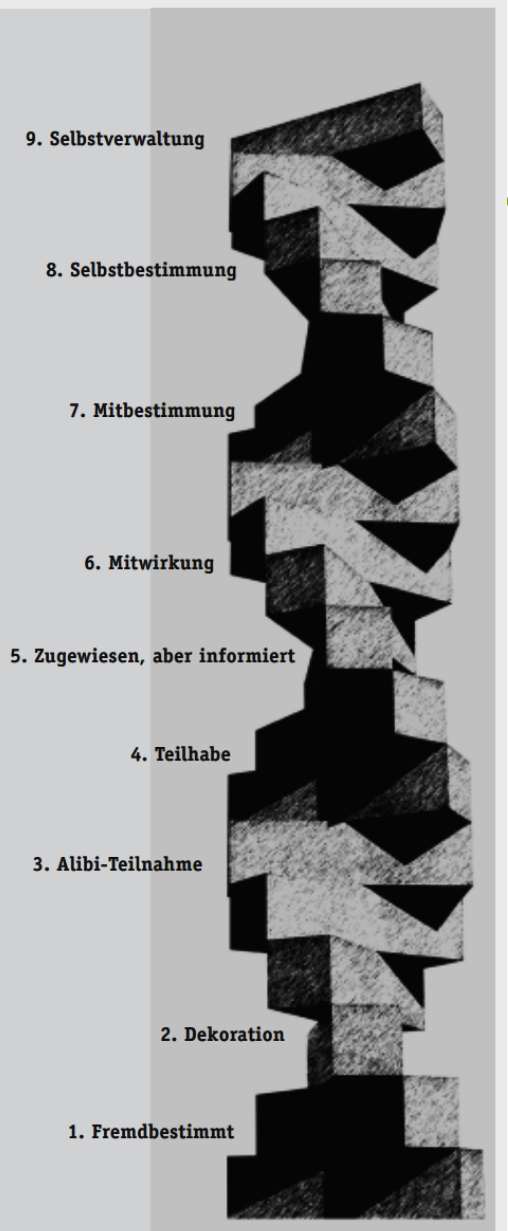 9. Selbstverwaltung
8. Selbstbestimmung
7. Mitbestimmung
6. Mitwirkung
5. Zugewiesen, aber informiert
4. Teilhabe
3. Alibi-Teilnahme
2. Dekoration
1. Fremdbestimmt